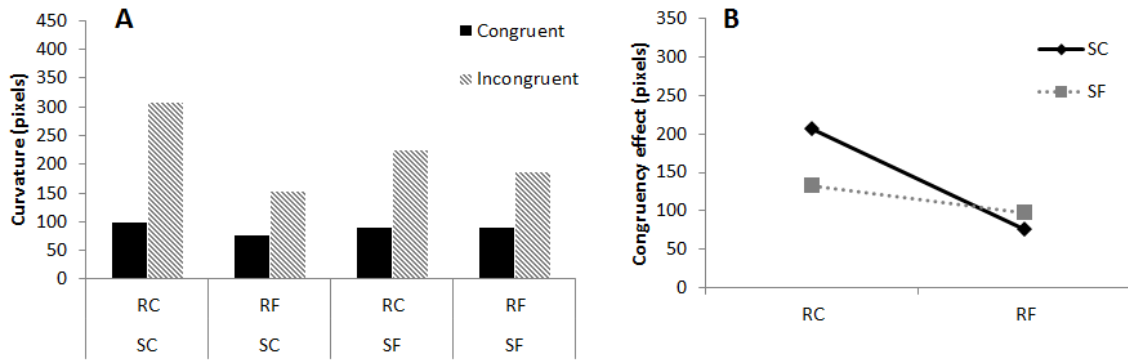 A
Curvature (pixels)
450
400
350
300
250
200
150
100
50
0
Congruent
Incongruent
RC RF RC RF
SC SC SF SF
B
Congruency effect (pixels)
350
300
250
200
150
100
50
0
SC
SF
RC RF